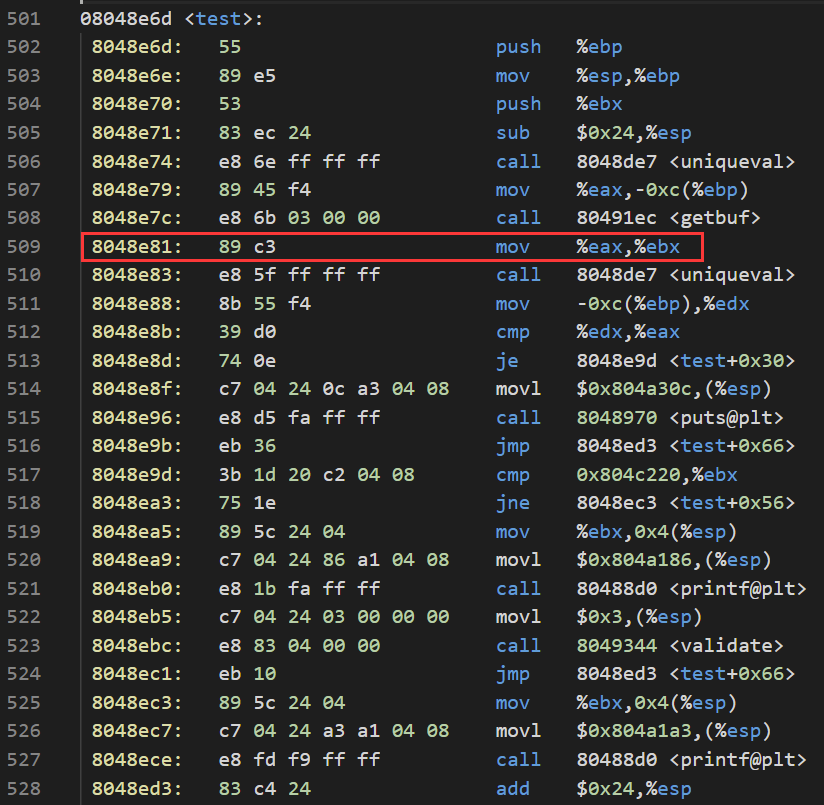 501 08048e6d <test>:
502 8048e6d: 55 push %ebp
503 8048e6e: 89 e5 mov %esp,%ebp
504 8048e70: 53 push %ebx
505 8048e71: 83 ec 24 sub $0x24,%esp
506 8048e74: e8 6e ff ff ff call 8048de7 <uniqueval>
507 8048e79: 89 45 f4 mov %eax,-0xc(%ebp)
508 8048e7c: e8 6b 03 00 00 call 80491ec <getbuf>
509 8048e81: 89 c3 mov %eax,%ebx
510 8048e83: e8 5f ff ff ff call 8048de7 <uniqueval>
511 8048e88: 8b 55 f4 mov -0xc(%ebp),%edx
512 8048e8b: 39 d0 cmp %edx,%eax
513 8048e8d: 74 0e je 8048e9d <test+0x30>
514 8048e8f: c7 04 24 0c a3 04 08 movl $0x804a30c,(%esp)
515 8048e96: e8 d5 fa ff ff call 8048970 <puts@plt>
516 8048e9b: eb 36 jmp 8048ed3 <test+0x66>
517 8048e9d: 3b 1d 20 c2 04 08 cmp 0x804c220,%ebx
518 8048ea3: 75 1e jne 8048ec3 <test+0x56>
519 8048ea5: 89 5c 24 04 mov %ebx,0x4(%esp)
520 8048ea9: c7 04 24 86 a1 04 08 movl $0x804a186,(%esp)
521 8048eb0: e8 1b fa ff ff call 80488d0 <printf@plt>
522 8048eb5: c7 04 24 03 00 00 00 movl $0x3,(%esp)
523 8048ebc: e8 83 04 00 00 call 8049344 <validate>
524 8048ec1: eb 10 jmp 8048ed3 <test+0x66>
525 8048ec3: 89 5c 24 04 mov %ebx,0x4(%esp)
526 8048ec7: c7 04 24 a3 a1 04 08 movl $0x804a1a3,(%esp)
527 8048ece: e8 fd f9 ff ff call 80488d0 <printf@plt>
528 8048ed3: 83 c4 24 add $0x24,%esp